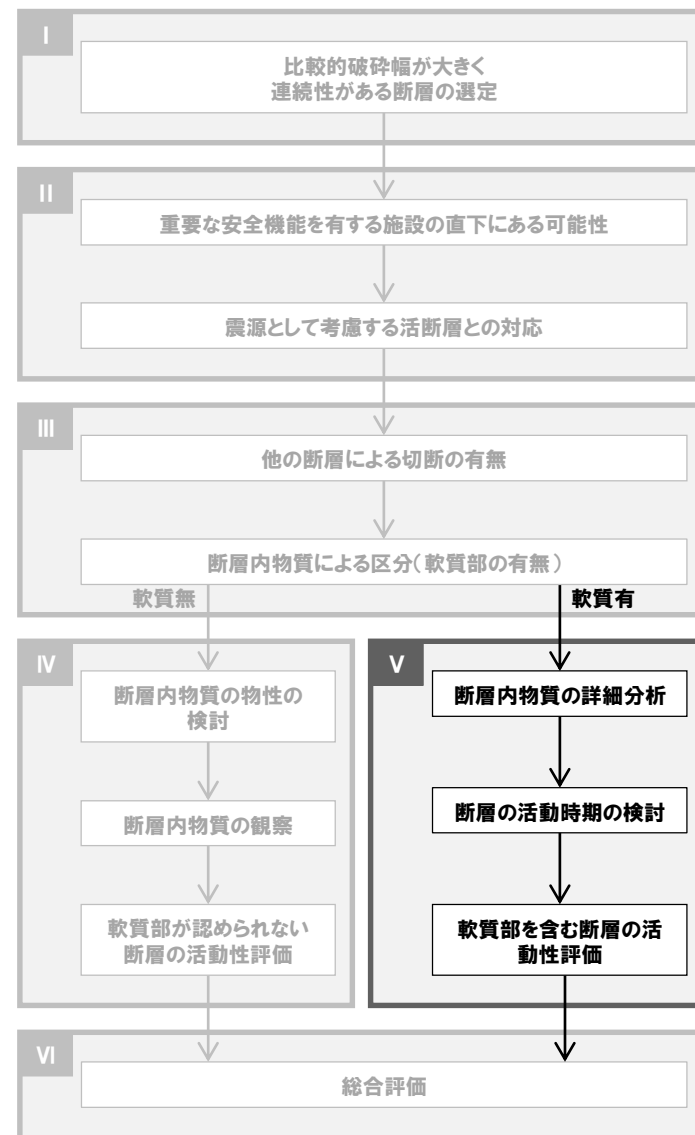 I
比較的破砕幅が大きく
連続性がある断層の選定
II
重要な安全機能を有する施設の直下にある可能性
震源として考慮する活断層との対応
III
他の断層による切断の有無
断層内物質による区分(軟質部の有無)
軟質無
軟質有
IV
断層内物質の物性の
検討
断層内物質の観察
軟質部が認められない
断層の活動性評価
V
断層内物質の詳細分析
断層の活動時期の検討
軟質部を含む断層の活
動性評価
VI
総合評価